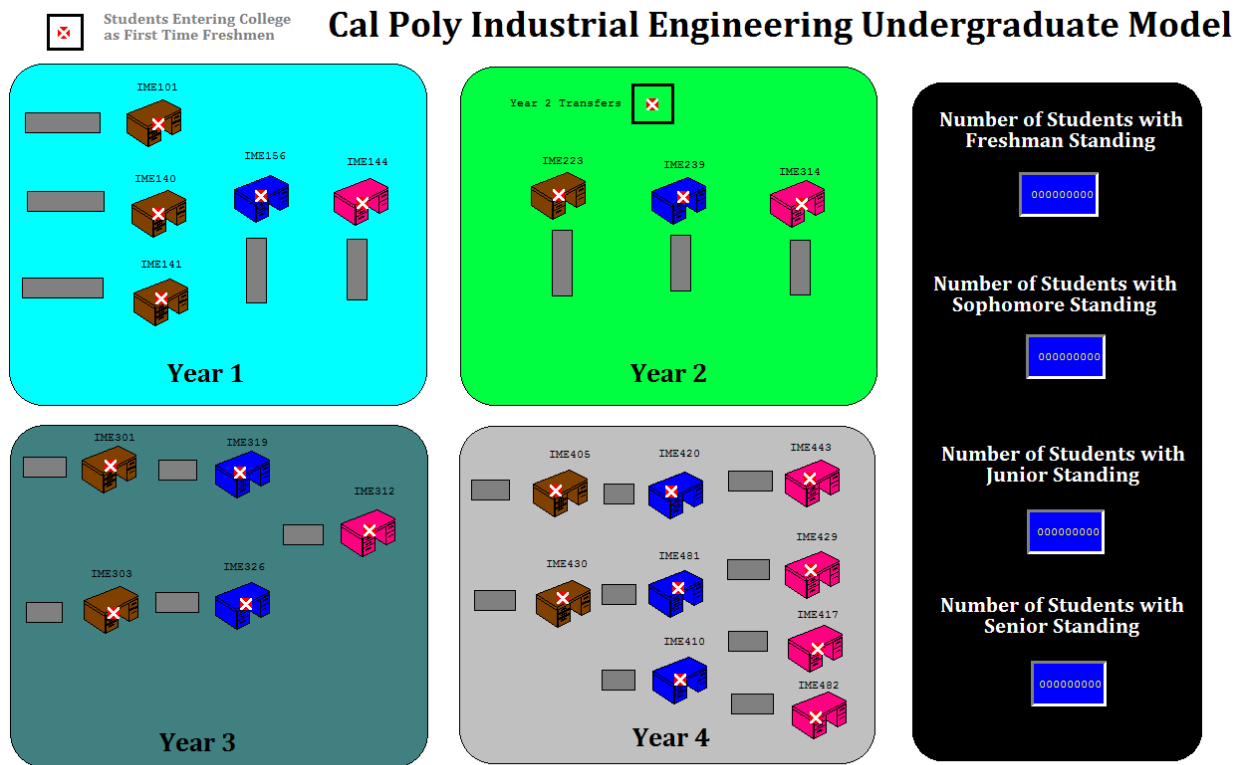 Students Entering College
as First Time Freshmen
Cal Poly Industrial Engineering Undergraduate Model
IME101
IME156
IME144
IME140
IME141
Year 1
Year 2 Transfers
IME223
IME239
IME314
Year 2
IME301
IME319
IME312
IME303
IME326
Year 3
IME405
IME420
IME443
IME429
IME430
IME481
IME417
IME410
IME482
Year 4
Number of Students with
Freshman Standing
000000000
Number of Students with
Sophomore Standing
000000000
Number of Students with
Junior Standing
000000000
Number of Students with
Senior Standing
000000000